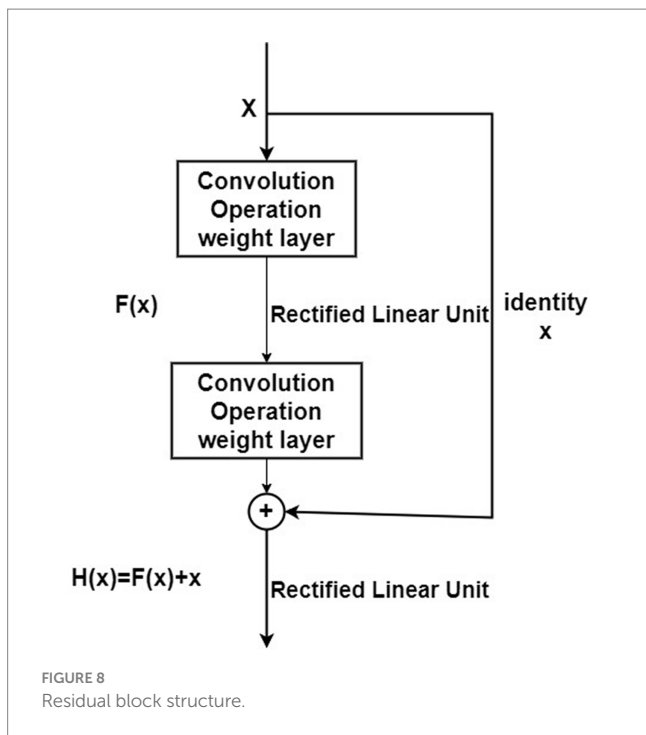 X
Convolution
Operation
weight layer
F(x)
Rectified Linear Unit
identity
x
Convolution
Operation
weight layer
+
H(x)=F(x)+x
Rectified Linear Unit
FIGURE 8
Residual block structure.